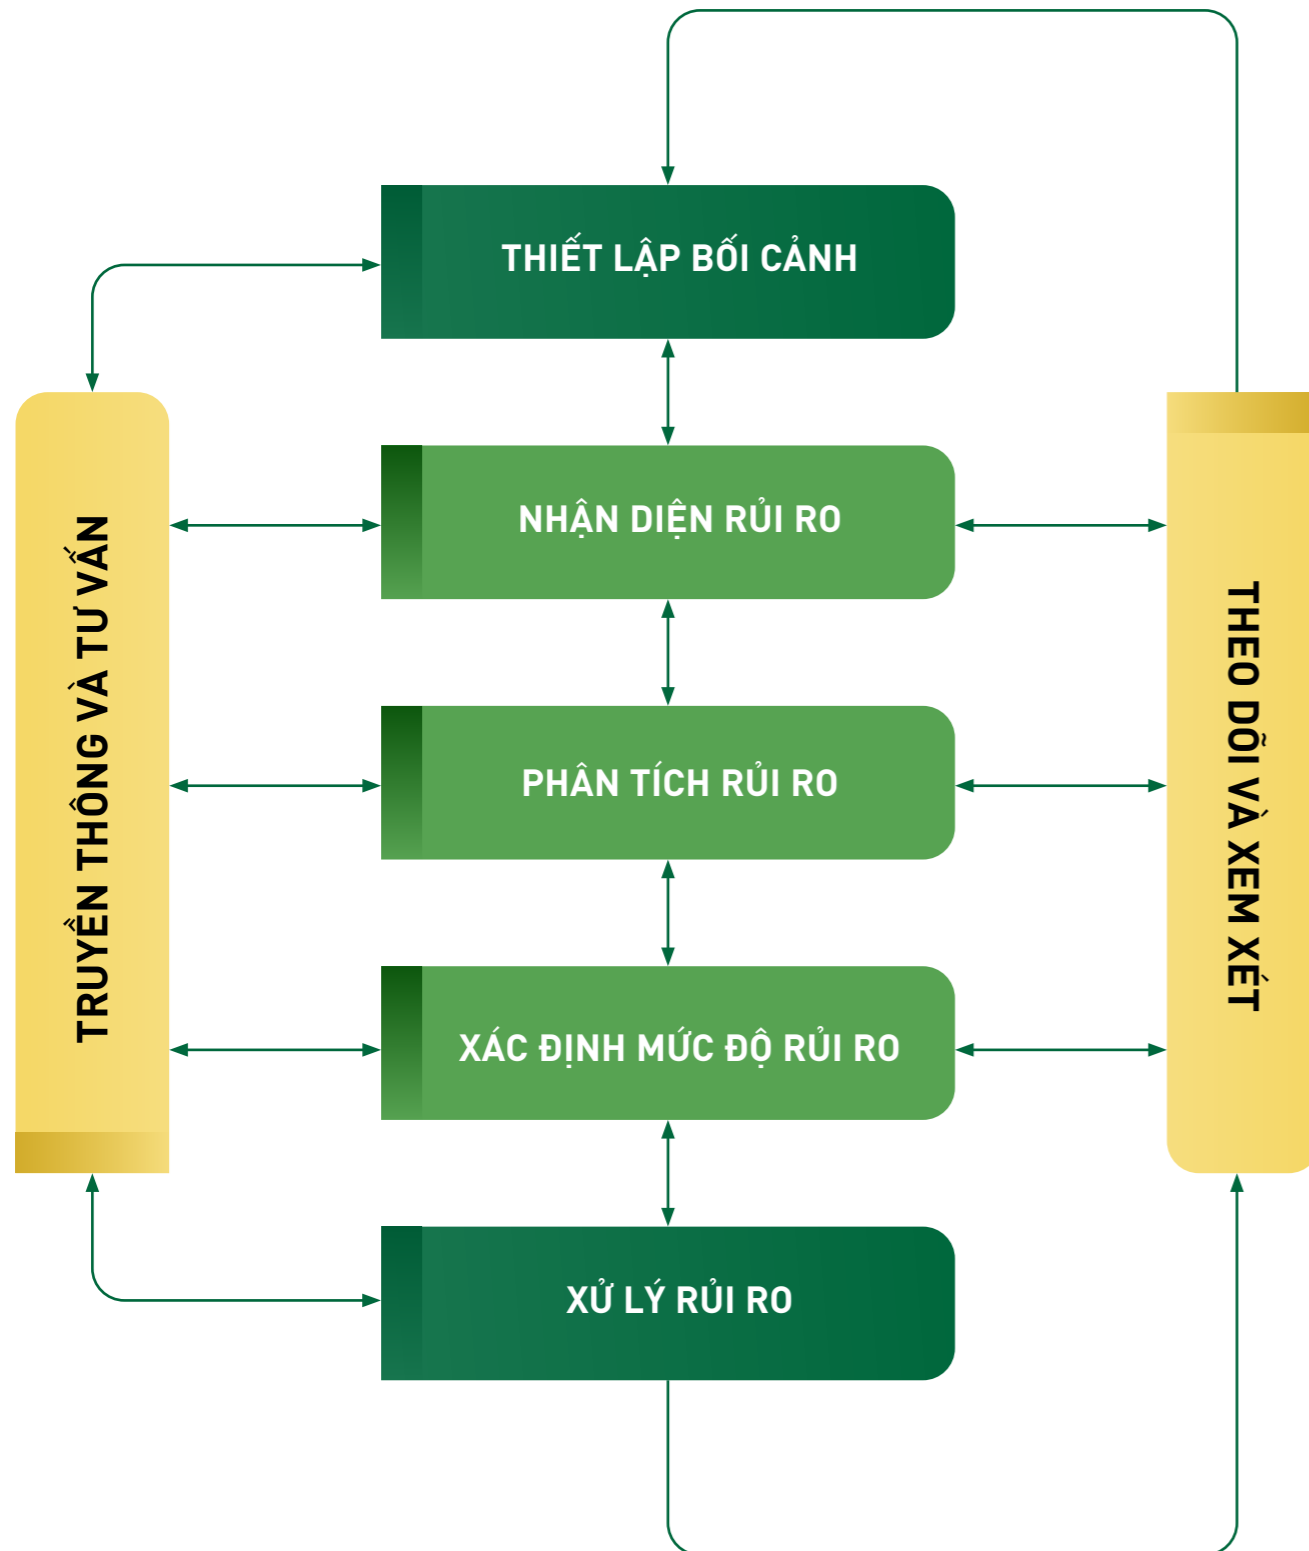 THIẾT LẬP BỐI CẢNH
NHẬN DIỆN RỦI RO
PHÂN TÍCH RỦI RO
XÁC ĐỊNH MỨC ĐỘ RỦI RO
XỬ LÝ RỦI RO
TRUYỀN THÔNG VÀ TƯ VẤN
THEO DÕI VÀ XEM XÉT